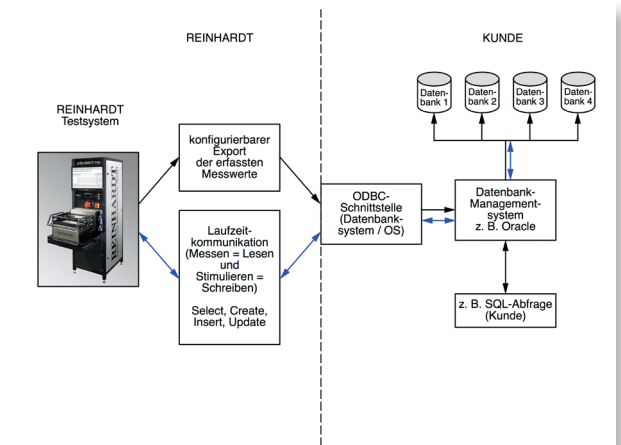 REINHARDT
KUNDE
Daten-
bank 1
Daten-
bank 2
Daten-
bank 3
Daten-
bank 4
REINHARDT
Testsystem
REINHARDT
konfigurierbarer
Export
der erfassten
Messwerte
Laufzeit-
kommunikation
(Messen = Lesen
und
Stimulieren =
Schreiben)
Select, Create,
Insert, Update
ODBC-
Schnittstelle
(Datenbank-
system / OS)
Datenbank-
Management-
system
z. B. Oracle
z. B. SQL-Abfrage
(Kunde)